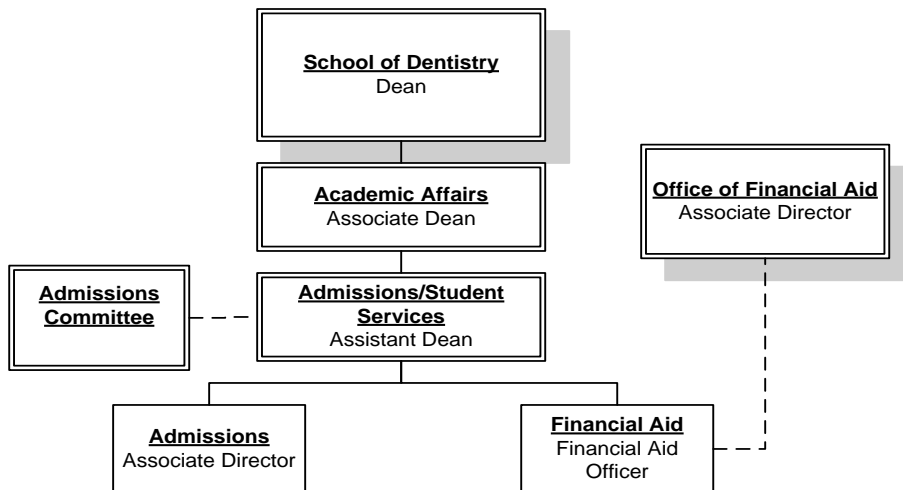 School of Dentistry
Dean
Academic Affairs
Associate Dean
Office of Financial Aid
Associate Director
Admissions
Committee
Admissions/Student
Services
Assistant Dean
Admissions
Associate Director
Financial Aid
Financial Aid
Officer